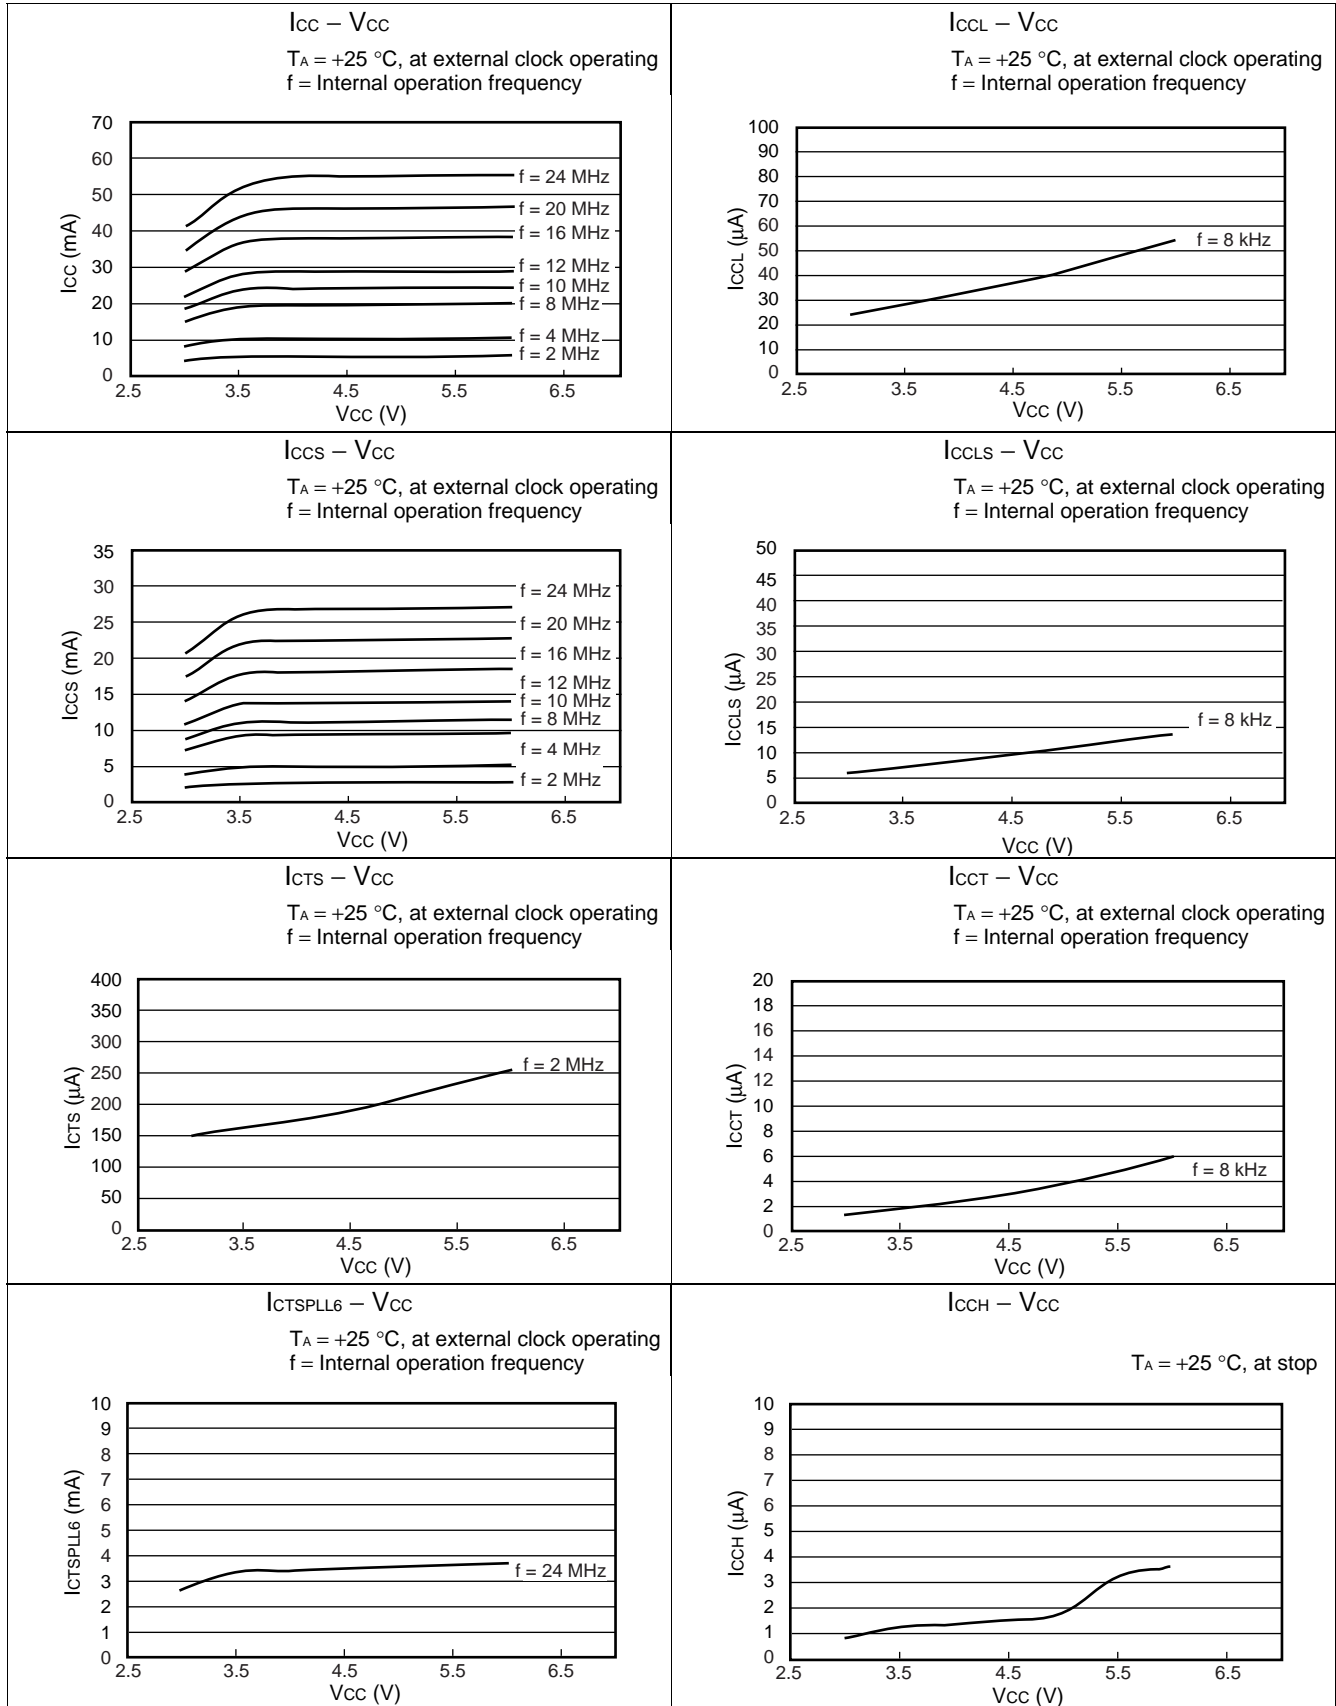 ICC – VCC
TA = +25 °C, at external clock operating
f = Internal operation frequency
70
60
50
40
30
20
10
0
ICC (mA)
f = 24 MHz
f = 20 MHz
f = 16 MHz
f = 12 MHz
f = 10 MHz
f = 8 MHz
f = 4 MHz
f = 2 MHz
2.5 3.5 4.5 5.5 6.5
VCC (V)
ICCL – VCC
TA = +25 °C, at external clock operating
f = Internal operation frequency
100
90
80
70
60
50
40
30
20
10
0
ICCL (μA)
f = 8 kHz
2.5 3.5 4.5 5.5 6.5
VCC (V)
ICCS – VCC
TA = +25 °C, at external clock operating
f = Internal operation frequency
35
30
25
20
15
10
5
0
ICCS (mA)
f = 24 MHz
f = 20 MHz
f = 16 MHz
f = 12 MHz
f = 10 MHz
f = 8 MHz
f = 4 MHz
f = 2 MHz
2.5 3.5 4.5 5.5 6.5
VCC (V)
ICCLS – VCC
TA = +25 °C, at external clock operating
f = Internal operation frequency
50
45
40
35
30
25
20
15
10
5
0
ICCLS (μA)
f = 8 kHz
2.5 3.5 4.5 5.5 6.5
VCC (V)
ICTS – VCC
TA = +25 °C, at external clock operating
f = Internal operation frequency
400
350
300
250
200
150
100
50
0
ICTS (μA)
f = 2 MHz
2.5 3.5 4.5 5.5 6.5
VCC (V)
ICCT – VCC
TA = +25 °C, at external clock operating
f = Internal operation frequency
20
18
16
14
12
10
8
6
4
2
0
ICCT (μA)
f = 8 kHz
2.5 3.5 4.5 5.5 6.5
VCC (V)
ICTSPLL6 – VCC
TA = +25 °C, at external clock operating
f = Internal operation frequency
10
9
8
7
6
5
4
3
2
1
0
ICTSPLL6 (mA)
f = 24 MHz
2.5 3.5 4.5 5.5 6.5
VCC (V)
ICCH – VCC
TA = +25 °C, at stop
10
9
8
7
6
5
4
3
2
1
0
ICCH (μA)
2.5 3.5 4.5 5.5 6.5
VCC (V)